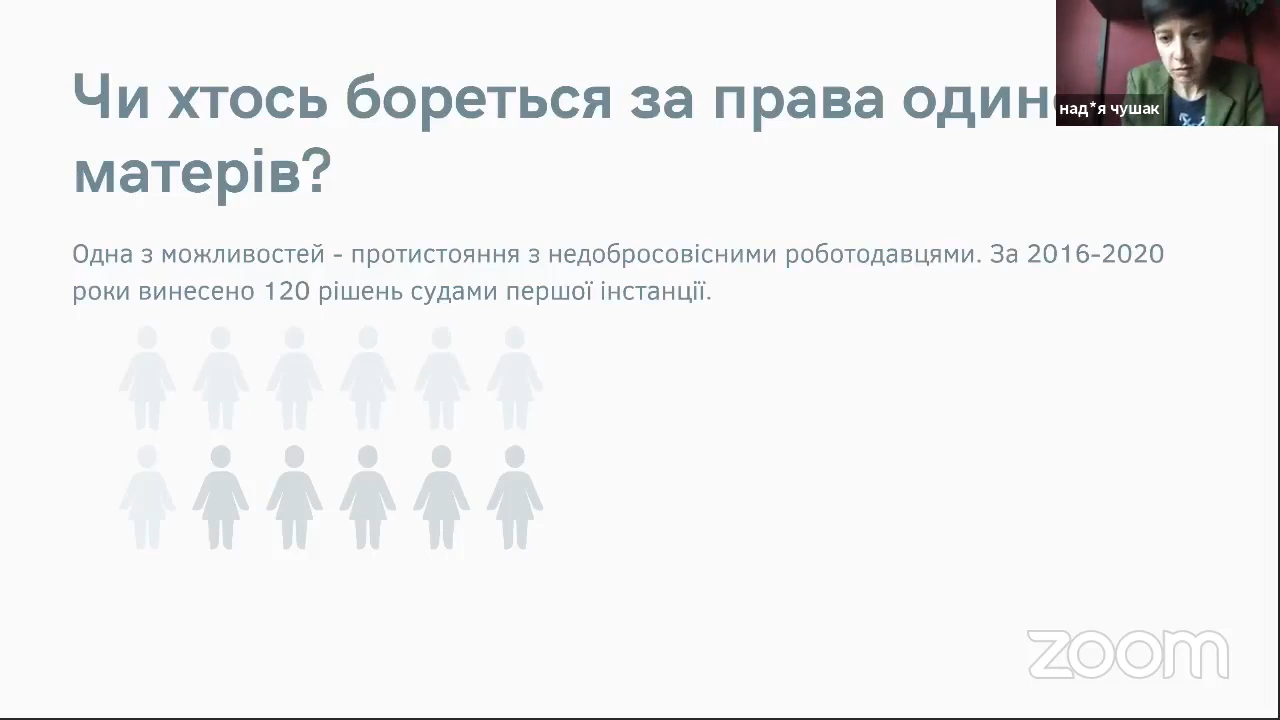 Чи хтось бореться за права один
матерів?
над*я чушак
Одна з можливостей - протистояння з недобросовісними роботодавцями. За 2016-2020
роки винесено 120 рішень судами першої інстанції.
zoom